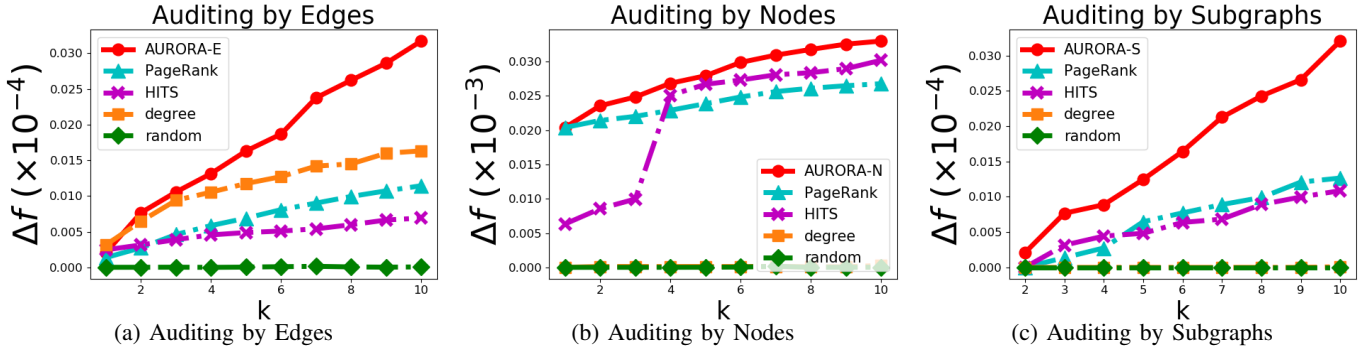 Auditing by Edges
Δf (×10⁻⁴)
0.030
0.025
0.020
0.015
0.010
0.005
0.000
AURORA-E
PageRank
HITS
degree
random
2
4
6
8
10
k
(a) Auditing by Edges
Auditing by Nodes
Δf (×10⁻³)
0.030
0.025
0.020
0.015
0.010
0.005
0.000
AURORA-N
PageRank
HITS
degree
random
2
4
6
8
10
k
(b) Auditing by Nodes
Auditing by Subgraphs
Δf (×10⁻⁴)
0.030
0.025
0.020
0.015
0.010
0.005
0.000
AURORA-S
PageRank
HITS
degree
random
2
3
4
5
6
7
8
9
10
k
(c) Auditing by Subgraphs